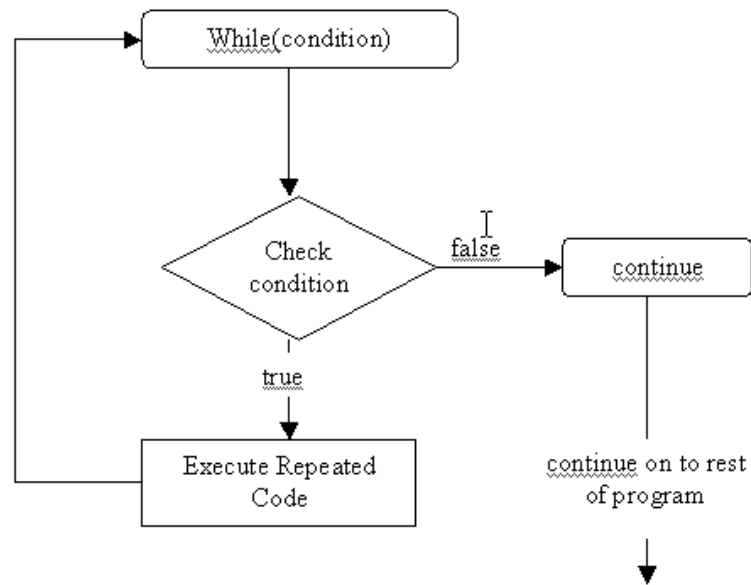 While(condition)
Check
condition
false
continue
true
Execute Repeated
Code
continue on to rest
of program